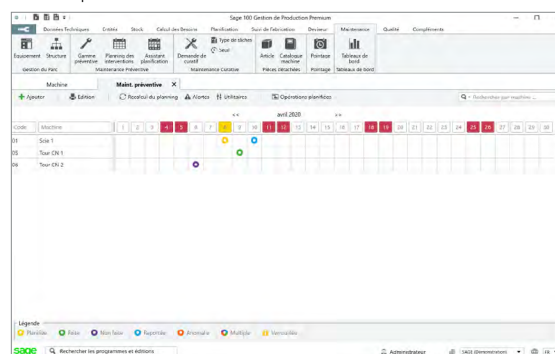 Sage 100 Gestion de Production Premium
Données Techniques Entités Stock Calcul des Besoins Planification Suivi de Fabrication Deviseur Maintenance Qualité Compléments
Equipement Structure Gamme préventive Planning des interventions Assistant planification Demande de curatif Type de tâches Seuil Article Catalogue machine Pointage Tableaux de bord
Gestion du Parc Maintenance Préventive Maintenance Curative Pièces Détachées Pointage Tableaux de bord
Machine Maint. préventive X
Ajouter Edition Recalcul du planning Alertes Utilitaires Opérations planifiées Rechercher par machine ...
<< avril 2020 >>
Code Machine 1 2 3 4 5 6 7 8 9 10 11 12 13 14 15 16 17 18 19 20 21 22 23 24 25 26 27 28 29 30
01 Scie 1
05 Tour CN 1
06 Tour CN 2
Légende
Planifiée Faite Non faite Reportée Anomalie Multiple Verrouillée
sage Rechercher les programmes et éditions Administrateur SAGE (Demonstration) FR